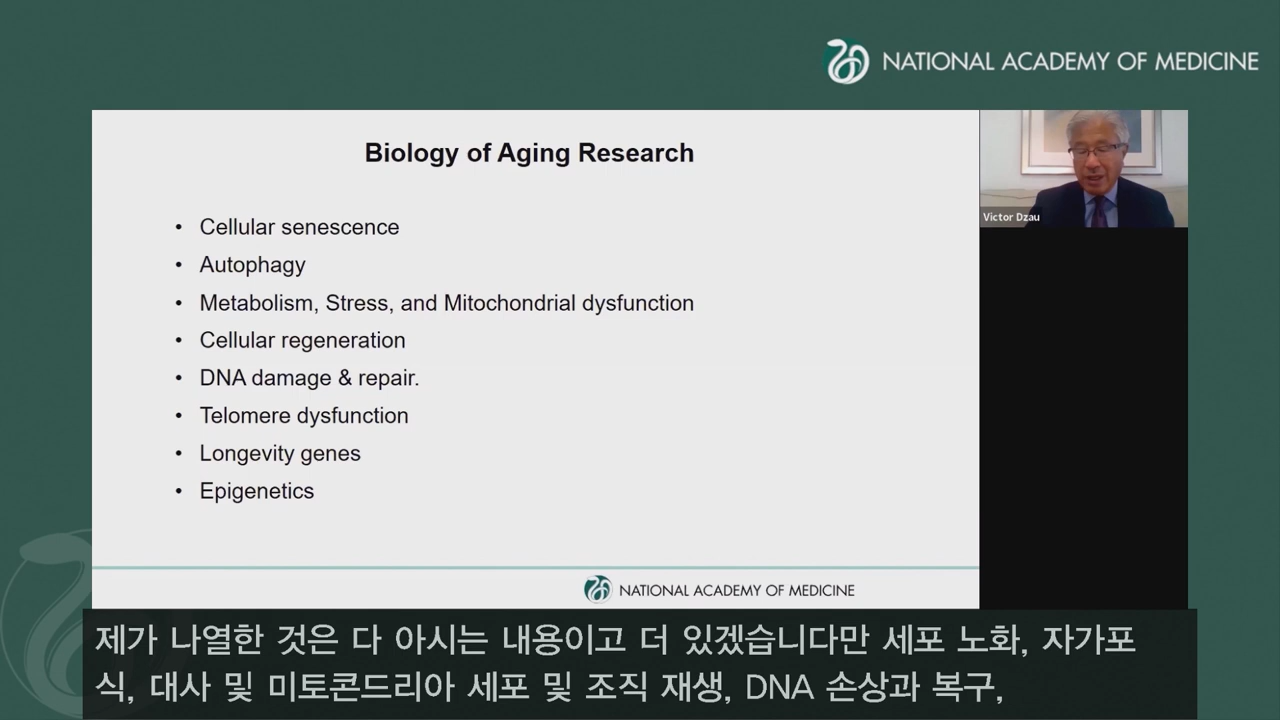 NATIONAL ACADEMY OF MEDICINE
Biology of Aging Research
• Cellular senescence
• Autophagy
• Metabolism, Stress, and Mitochondrial dysfunction
• Cellular regeneration
• DNA damage & repair.
• Telomere dysfunction
• Longevity genes
• Epigenetics
Victor Dzau
NATIONAL ACADEMY OF MEDICINE
제가 나열한 것은 다 아시는 내용이고 더 있겠습니다만 세포 노화, 자가포
식, 대사 및 미토콘드리아 세포 및 조직 재생, DNA 손상과 복구,